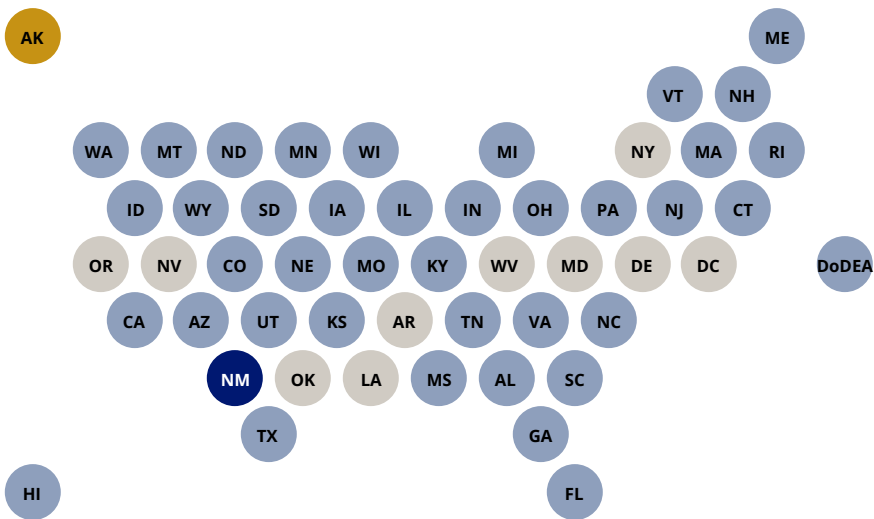 AK ME
VT NH
WA MT ND MN WI MI NY MA RI
ID WY SD IA IL IN OH PA NJ CT
OR NV CO NE MO KY WV MD DE DC DoDEA
CA AZ UT KS AR TN VA NC
NM OK LA MS AL SC
TX GA
HI FL